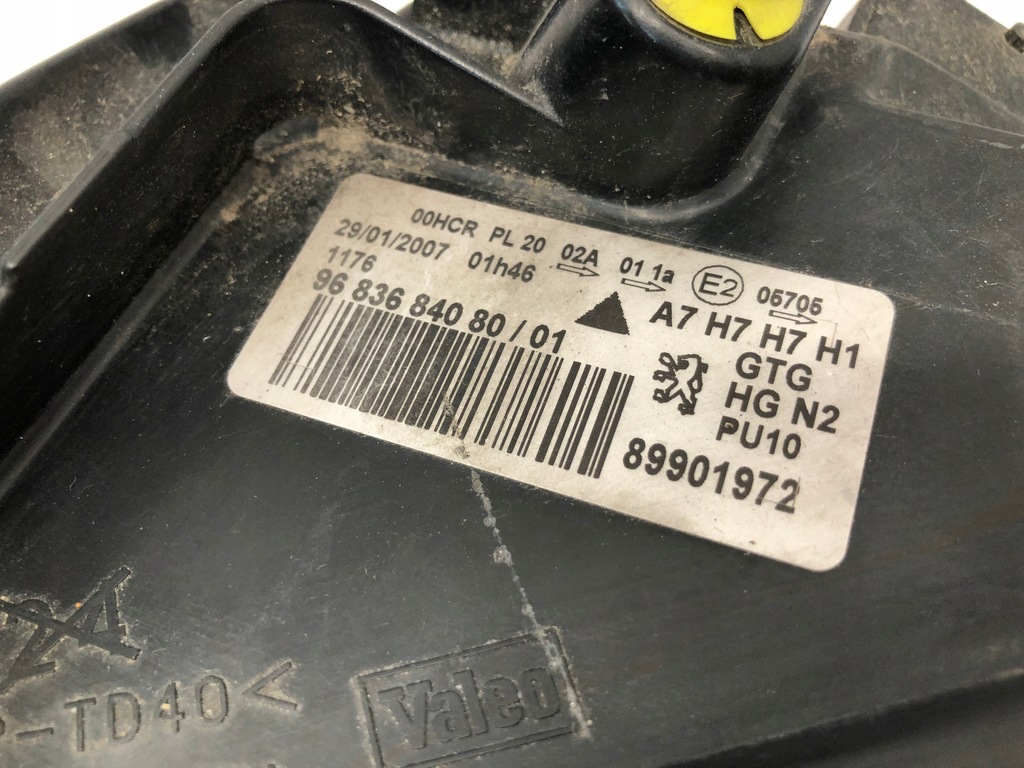 00HCR PL 20 02A 01 1a E2 05705
29/01/2007 01h46
1176
96 836 840 80 / 01
A7 H7 H7 H1
GTG
HG N2
PU10
89901972
-TD40<
Valeo